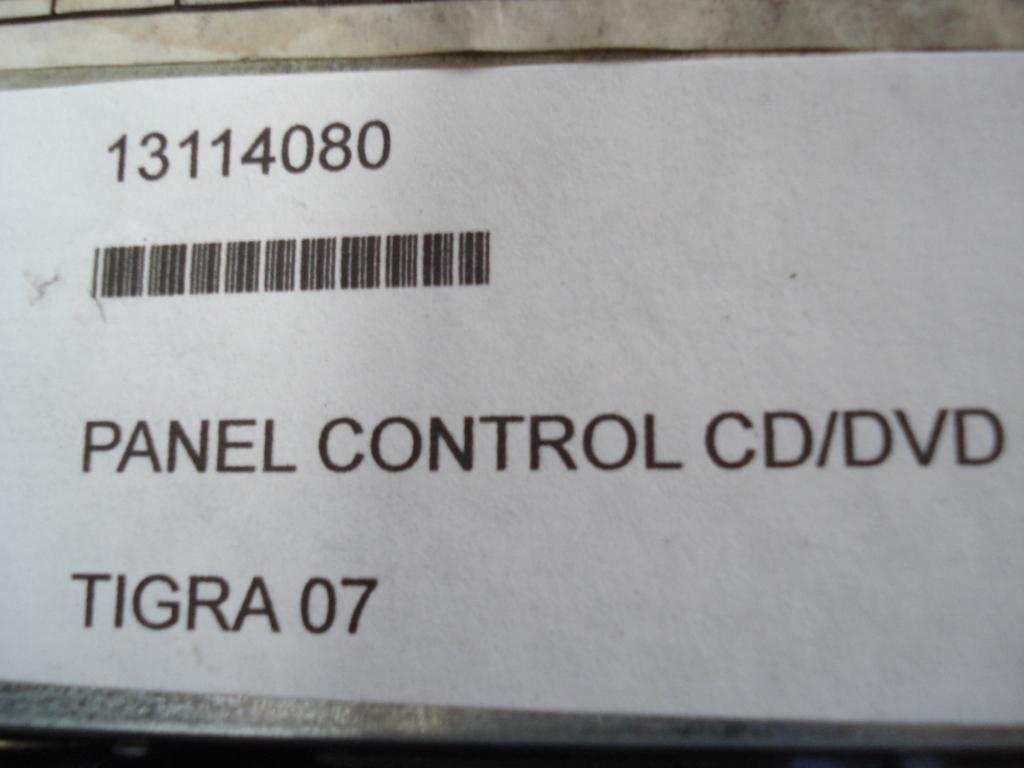 13114080
PANEL CONTROL CD/DVD
TIGRA 07